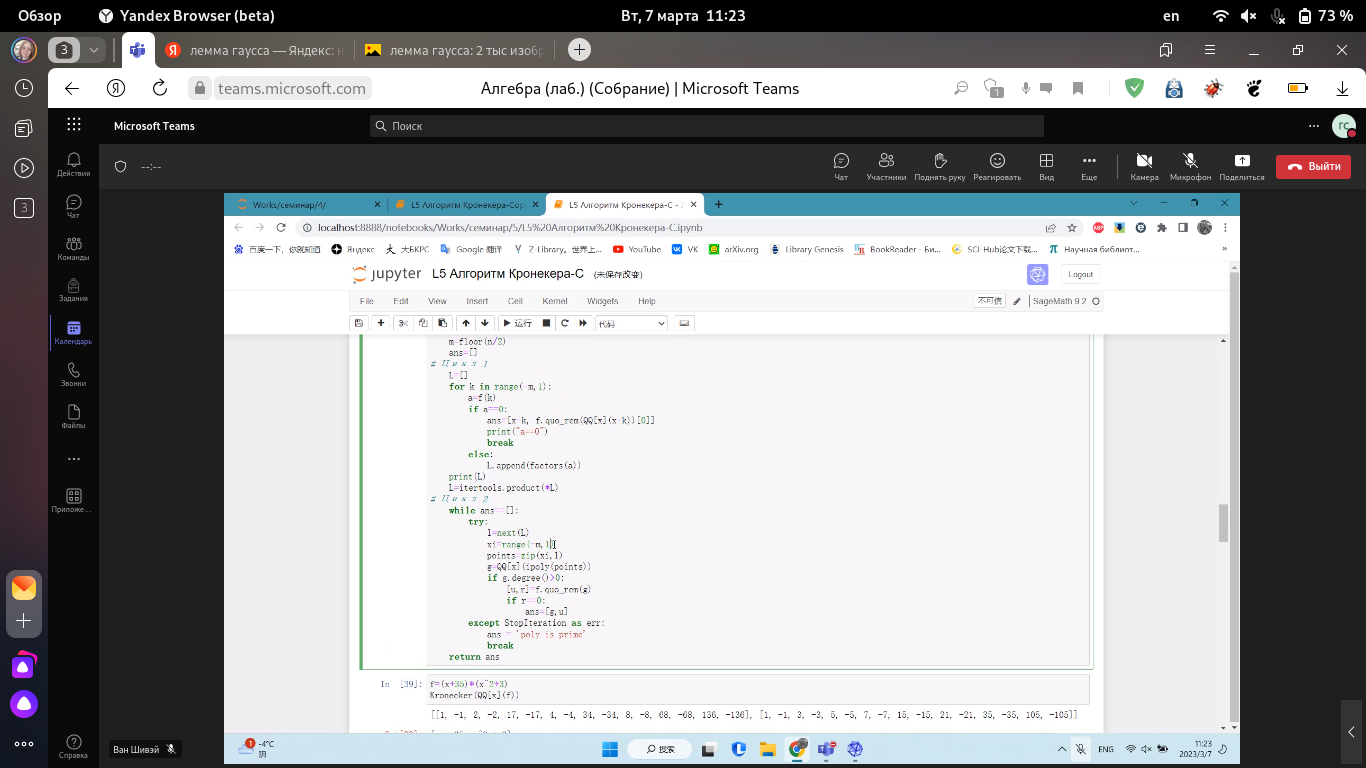 Обзор
Yandex Browser (beta)
Вт, 7 марта 11:23
en
73 %
3
лемма гаусса — Яндекс: н
лемма гаусса: 2 тыс изобр
teams.microsoft.com
Алгебра (лаб.) (Собрание) | Microsoft Teams
1
Microsoft Teams
Поиск
ГС
--:--
Чат
Участники
Поднять руку
Реагировать
Вид
Еще
Камера
Микрофон
Поделиться
Выйти
3
Действия
Чат
Команды
Задания
Календарь
Звонки
Файлы
Приложе...
Справка
Works/семинар/4/
L5 Алгоритм Кронекера-Cop
L5 Алгоритм Кронекера-C - J
localhost:8888/notebooks/Works/семинар/5/L5%20Алгоритм%20Кронекера-C.ipynb
百度一下，你就知道
Яндекс
大БКРС
Google 翻译
Z-Library。世界上...
YouTube
VK
arXiv.org
Library Genesis
BookReader - Би...
SCI-Hub论文下载...
Научная библиот...
»
jupyter
L5 Алгоритм Кронекера-C
(未保存改变)
Logout
File
Edit
View
Insert
Cell
Kernel
Widgets
Help
不可信
SageMath 9.2
运行
代码
m=floor(n/2)
ans=[]
# Цикл 1
L=[]
for k in range(-m,1):
a=f(k)
if a==0:
ans=[x-k, f.quo_rem(QQ[x](x-k))[0]]
print("a==0")
break
else:
L.append(factors(a))
print(L)
L=itertools.product(*L)
# Цикл 2
while ans==[]:
try:
l=next(L)
xi=range(-m,1)
points=zip(xi,l)
g=QQ[x](ipoly(points))
if g.degree()>0:
[u,r]=f.quo_rem(g)
if r==0:
ans=[g,u]
except StopIteration as err:
ans = 'poly is prime'
break
return ans
In [39]:
f=(x+35)*(x^2+3)
Kronecker(QQ[x](f))
[[1, -1, 2, -2, 17, -17, 4, -4, 34, -34, 8, -8, 68, -68, 136, -136], [1, -1, 3, -3, 5, -5, 7, -7, 15, -15, 21, -21, 35, -35, 105, -105]]
Ван Шивэй
1
-4°C
阴
搜索
ENG
11:23
2023/3/7